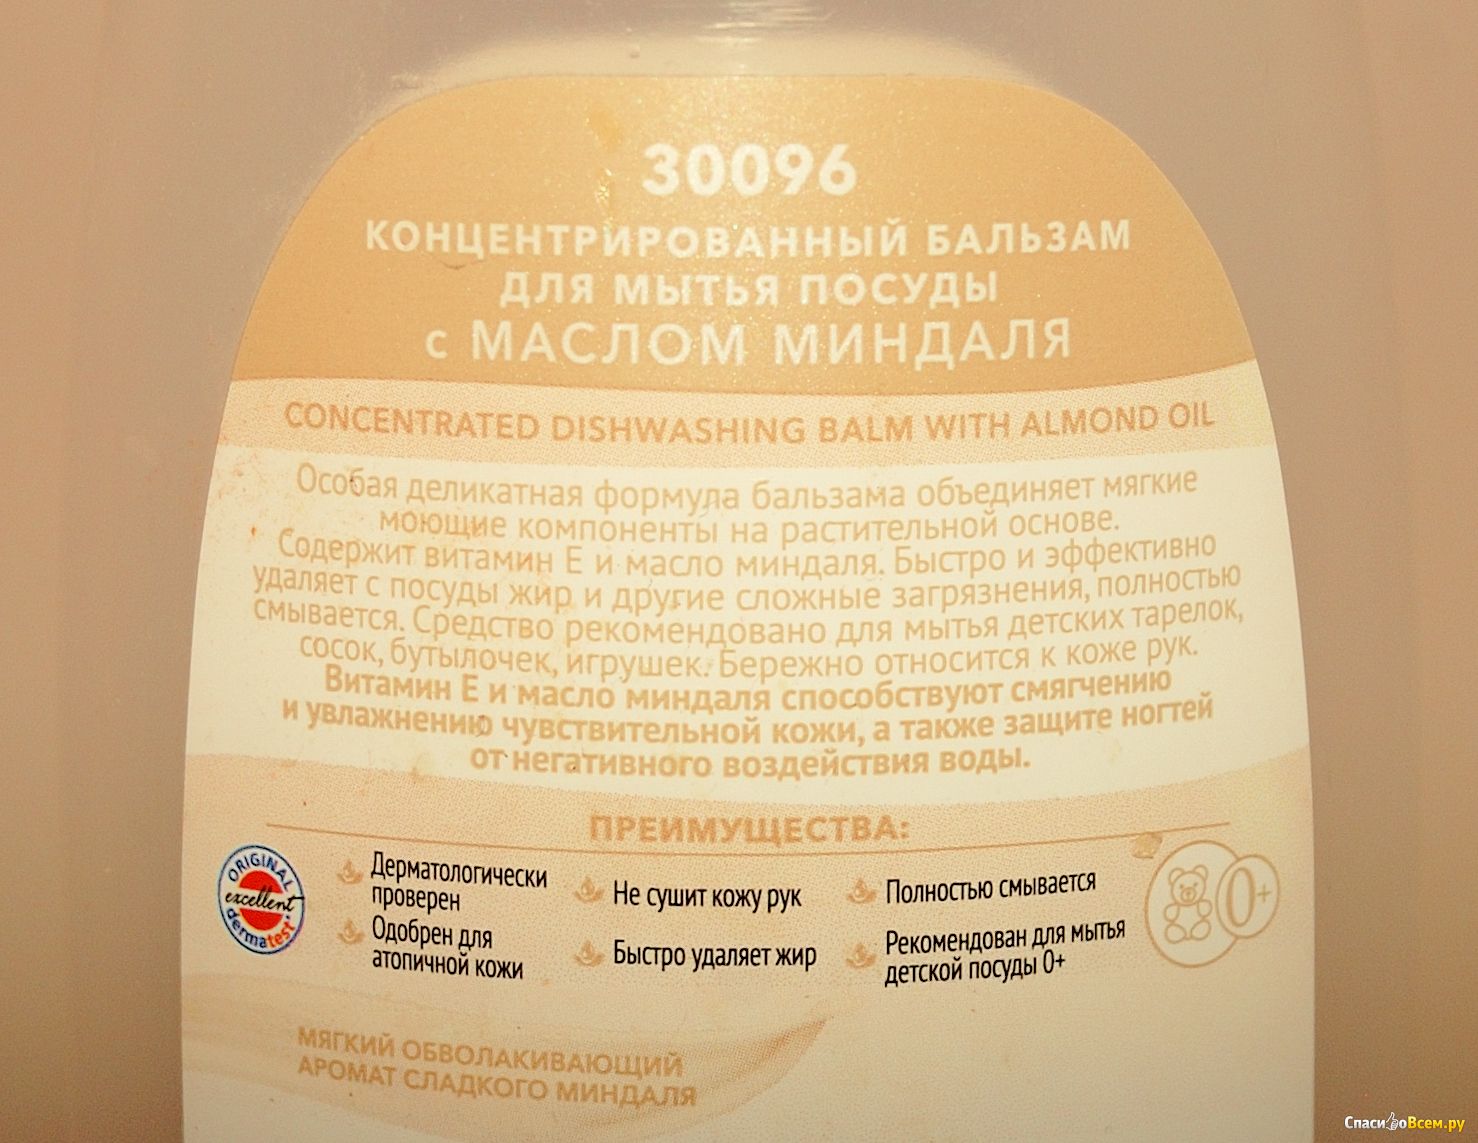 30096
КОНЦЕНТРИРОВАННЫЙ БАЛЬЗАМ
ДЛЯ МЫТЬЯ ПОСУДЫ
с МАСЛОМ МИНДАЛЯ
CONCENTRATED DISHWASHING BALM WITH ALMOND OIL
Особая деликатная формула бальзама объединяет мягкие
моющие компоненты на растительной основе.
Содержит витамин Е и масло миндаля. Быстро и эффективно
удаляет с посуды жир и другие сложные загрязнения, полностью
смывается. Средство рекомендовано для мытья детских тарелок,
сосок, бутылочек, игрушек. Бережно относится к коже рук.
Витамин Е и масло миндаля способствуют смягчению
и увлажнению чувствительной кожи, а также защите ногтей
от негативного воздействия воды.
ПРЕИМУЩЕСТВА:
ORIGINAL
excellent
dermatest
Дерматологически
проверен
Одобрен для
атопичной кожи
Не сушит кожу рук
Быстро удаляет жир
Полностью смывается
Рекомендован для мытья
детской посуды 0+
0+
МЯГКИЙ ОБВОЛАКИВАЮЩИЙ
АРОМАТ СЛАДКОГО МИНДАЛЯ
СпасибоВсем.ру